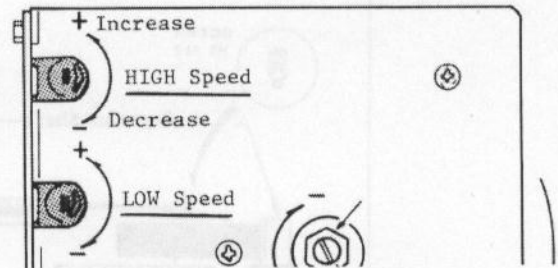 + Increase
HIGH Speed
− Decrease
+
LOW Speed
−
−